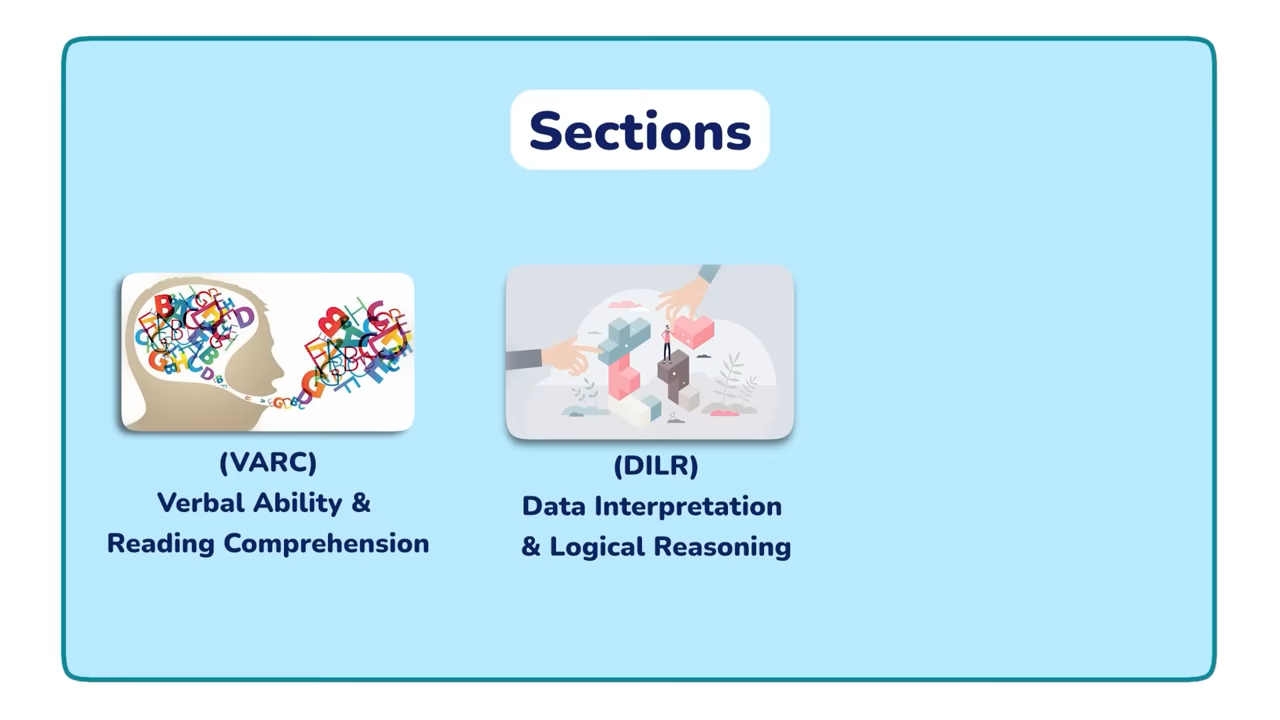 Sections
(VARC)
Verbal Ability &
Reading Comprehension
(DILR)
Data Interpretation
& Logical Reasoning